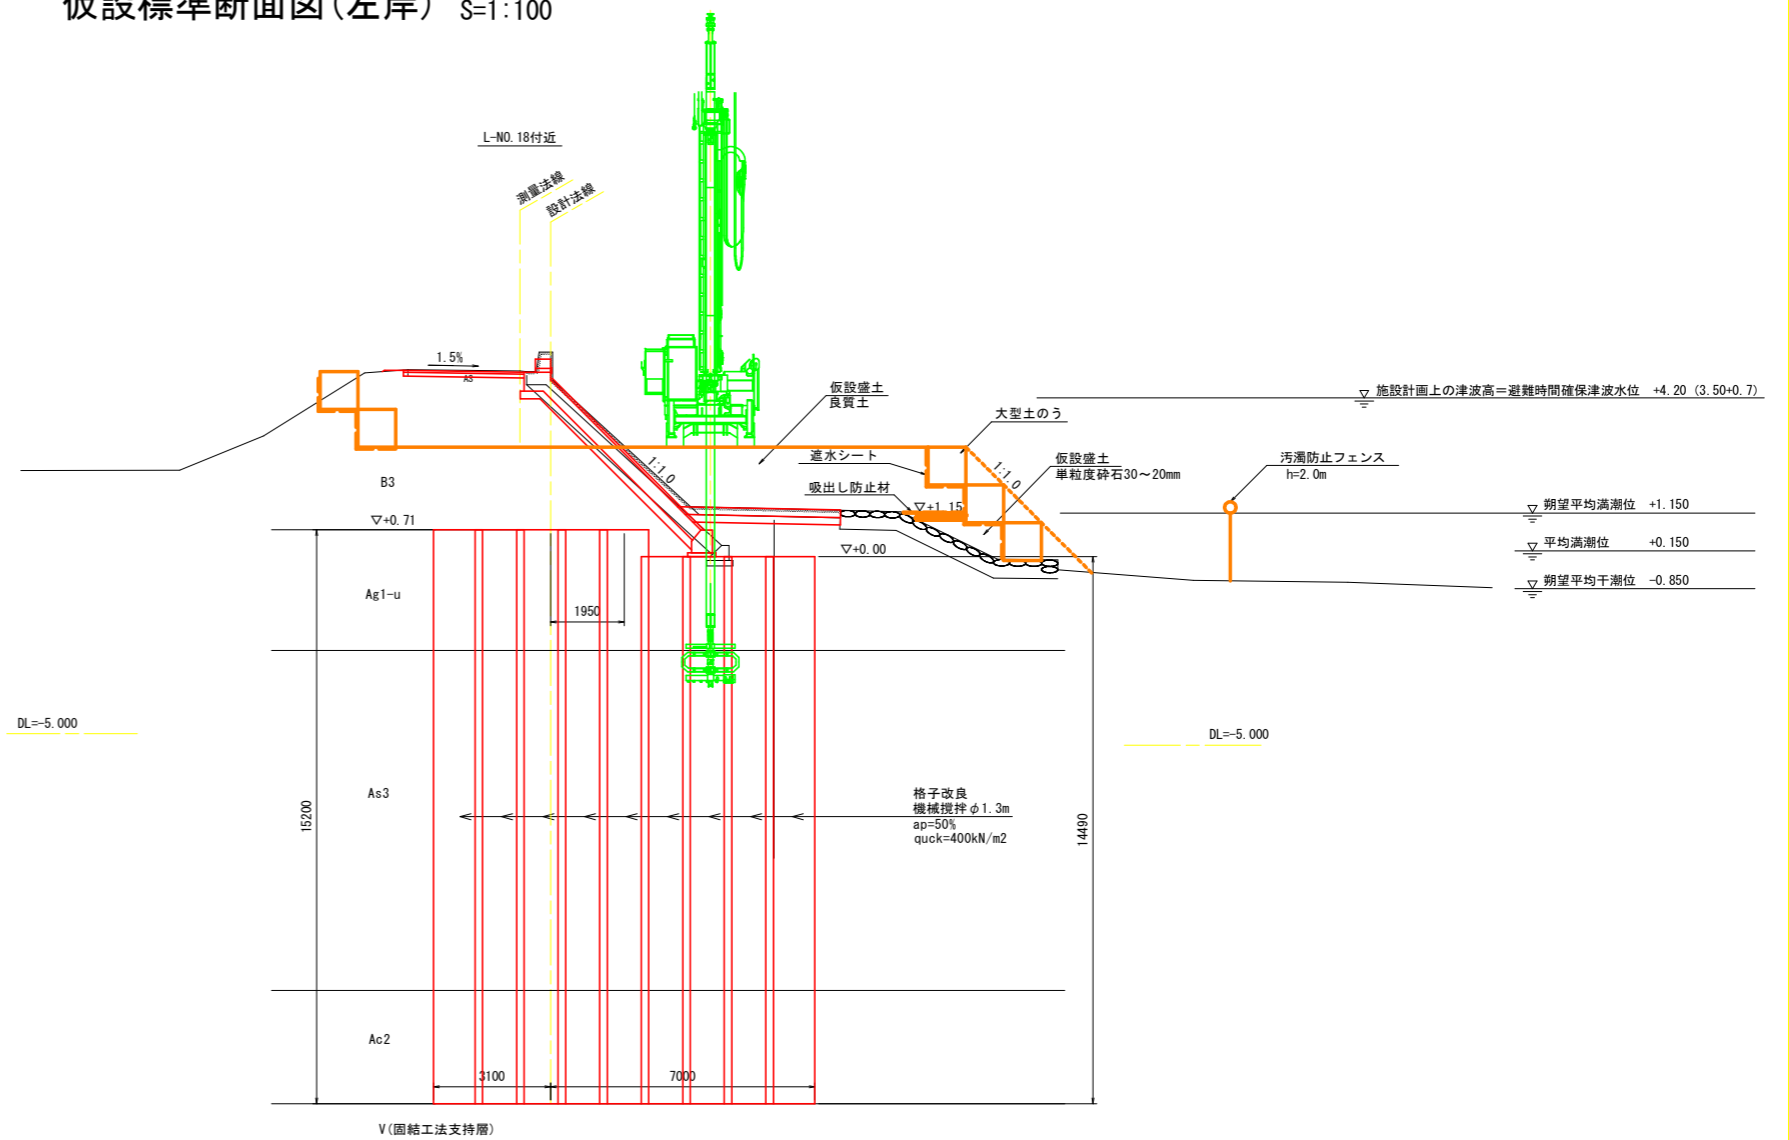 仮設標準断面図(左岸) S=1:100
L-NO.18付近
測量法線
設計法線
1.5%
AS
仮設盛土
良質土
大型土のう
施設計画上の津波高=避難時間確保津波水位 +4.20 (3.50+0.7)
遮水シート
1:1.0
1:1.0
仮設盛土
単粒度砕石30~20mm
汚濁防止フェンス
h=2.0m
B3
吸出し防止材
▽+1.15
朔望平均満潮位 +1.150
▽+0.71
▽+0.00
平均満潮位 +0.150
朔望平均干潮位 -0.850
Ag1-u
1950
DL=-5.000
DL=-5.000
As3
15200
格子改良
機械撹拌φ1.3m
ap=50%
quck=400kN/m2
14490
Ac2
3100
7000
V(固結工法支持層)